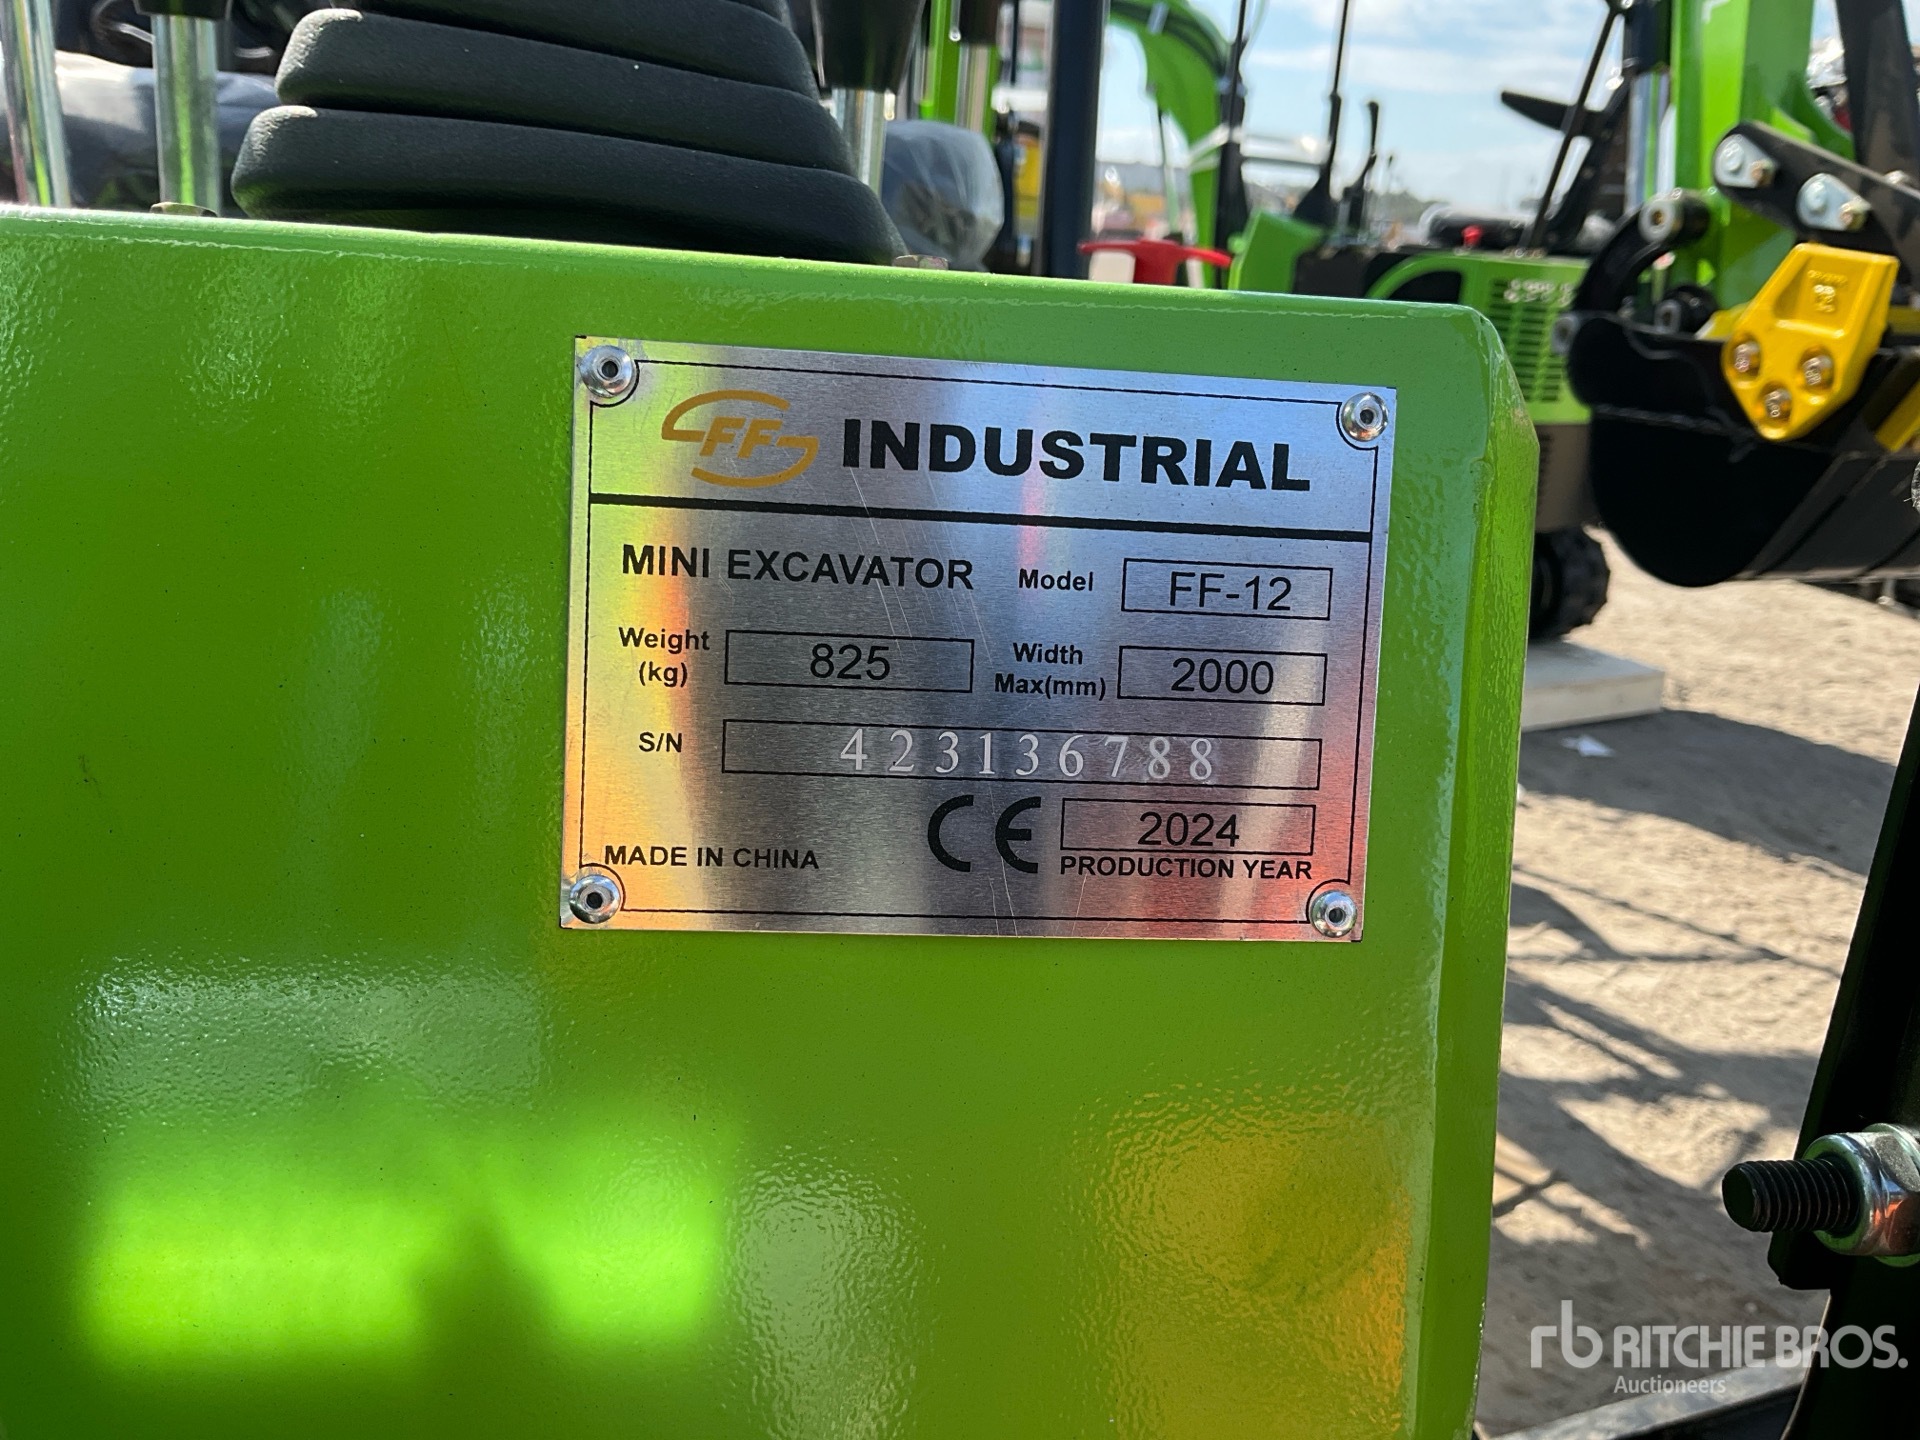 FF INDUSTRIAL
MINI EXCAVATOR Model FF-12
Weight (kg) 825 Width Max(mm) 2000
S/N 423136788
MADE IN CHINA CE 2024
PRODUCTION YEAR
rb RITCHIE BROS.
Auctioneers